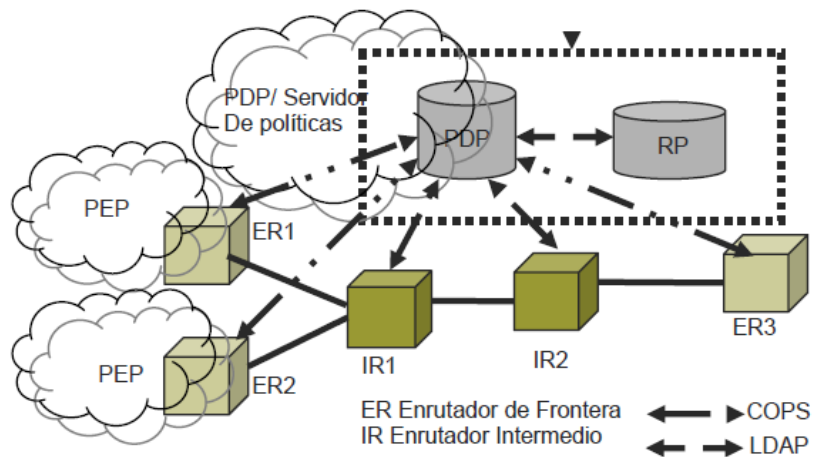 PDP/ Servidor
De políticas
PDP
RP
PEP
ER1
PEP
ER2
IR1
IR2
ER3
ER Enrutador de Frontera
IR Enrutador Intermedio
COPS
LDAP